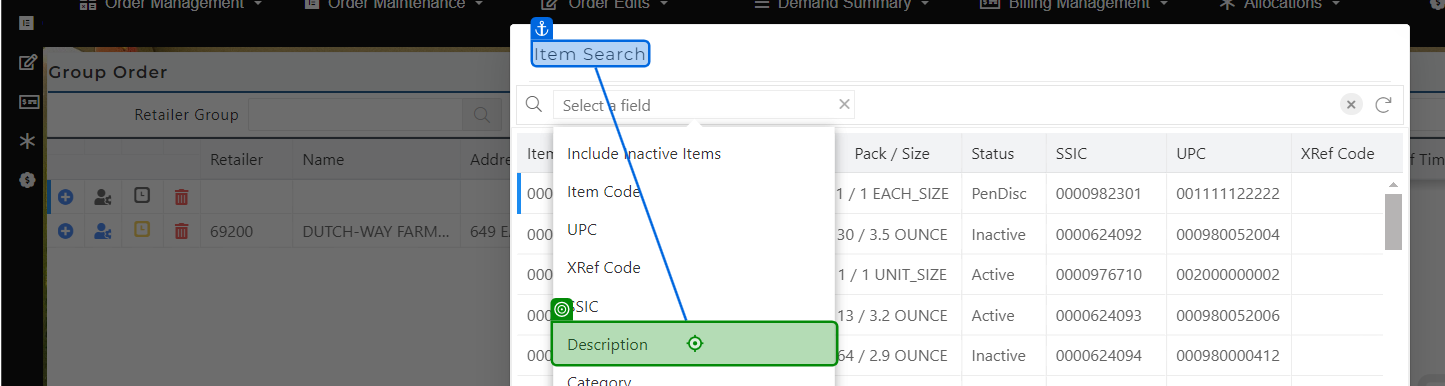 Order Management
Order Maintenance
Order Edits
Demand Summary
Billing Management
Allocations
Group Order
Item Search
Retailer Group
Select a field
Retailer Name Addre
Item Pack / Size Status SSIC UPC XRef Code f Tim
Include Inactive Items
Item Code
UPC
XRef Code
SSIC
Description
Category
000 1 / 1 EACH_SIZE PenDisc 0000982301 001111122222
69200 DUTCH-WAY FARM... 649 E
000 30 / 3.5 OUNCE Inactive 0000624092 000980052004
000 1 / 1 UNIT_SIZE Active 0000976710 002000000002
000 13 / 3.2 OUNCE Active 0000624093 000980052006
000 64 / 2.9 OUNCE Inactive 0000624094 000980000412